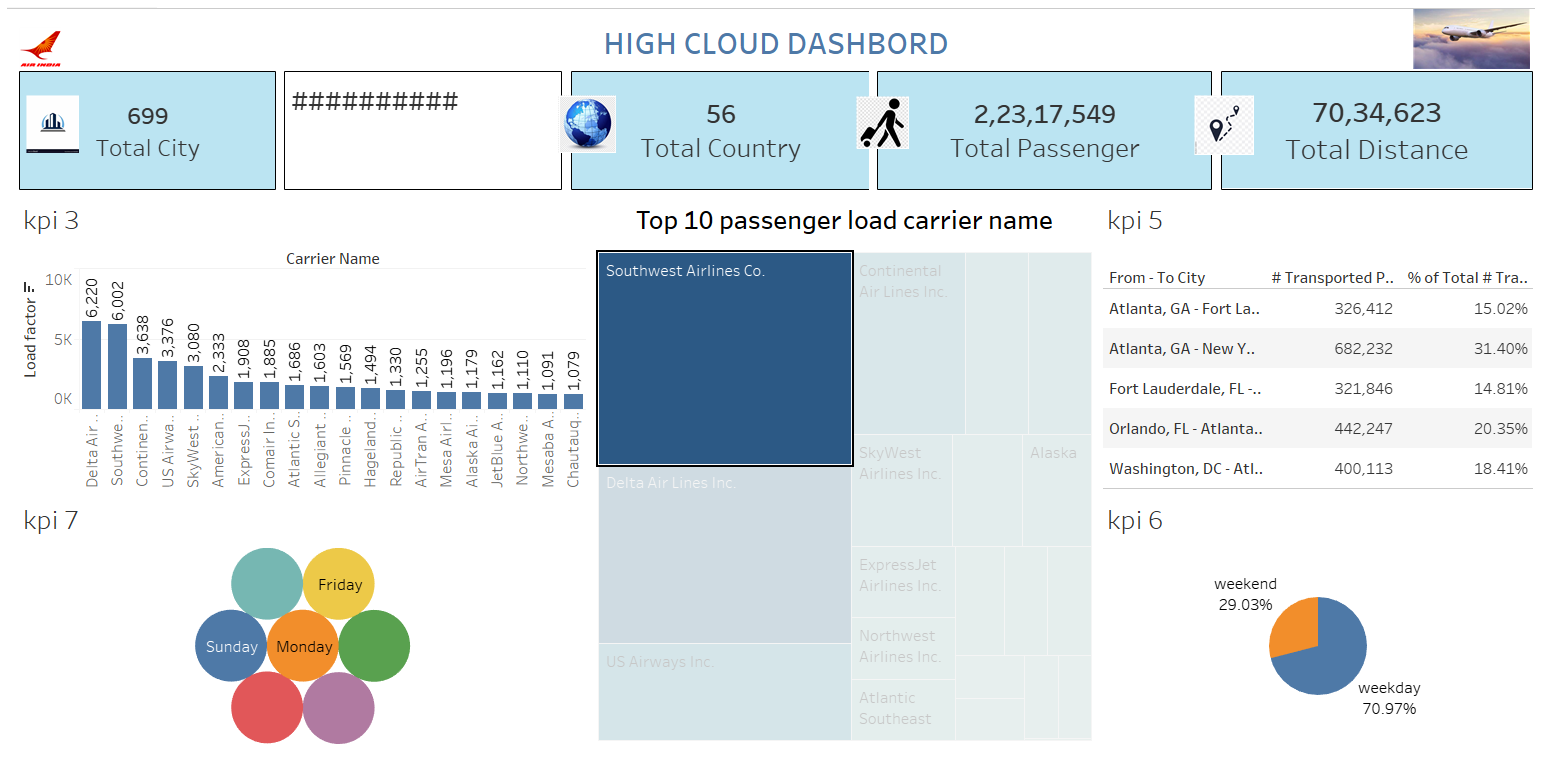 HIGH CLOUD DASHBORD
AIR INDIA
699
Total City
##########
56
Total Country
2,23,17,549
Total Passenger
70,34,623
Total Distance
kpi 3
Carrier Name
Load factor
10K
5K
0K
6,220
6,002
3,638
3,376
3,080
2,333
1,908
1,885
1,686
1,603
1,569
1,494
1,330
1,255
1,196
1,179
1,162
1,110
1,091
1,079
Delta Air ..
Southwe..
Continen..
US Airwa..
SkyWest ..
American..
ExpressJ..
Comair In..
Atlantic S..
Allegiant ..
Pinnacle ..
Hageland..
Republic ..
AirTran A..
Mesa Airl..
Alaska Ai..
JetBlue A..
Northwe..
Mesaba A..
Chautauq..
Top 10 passenger load carrier name
Southwest Airlines Co.
Delta Air Lines Inc.
US Airways Inc.
Continental
Air Lines Inc.
SkyWest
Airlines Inc.
Alaska
ExpressJet
Airlines Inc.
Northwest
Airlines Inc.
Atlantic
Southeast
kpi 5
From - To City # Transported P.. % of Total # Tra..
Atlanta, GA - Fort La.. 326,412 15.02%
Atlanta, GA - New Y.. 682,232 31.40%
Fort Lauderdale, FL -.. 321,846 14.81%
Orlando, FL - Atlanta.. 442,247 20.35%
Washington, DC - Atl.. 400,113 18.41%
kpi 7
Friday
Sunday
Monday
kpi 6
weekend
29.03%
weekday
70.97%